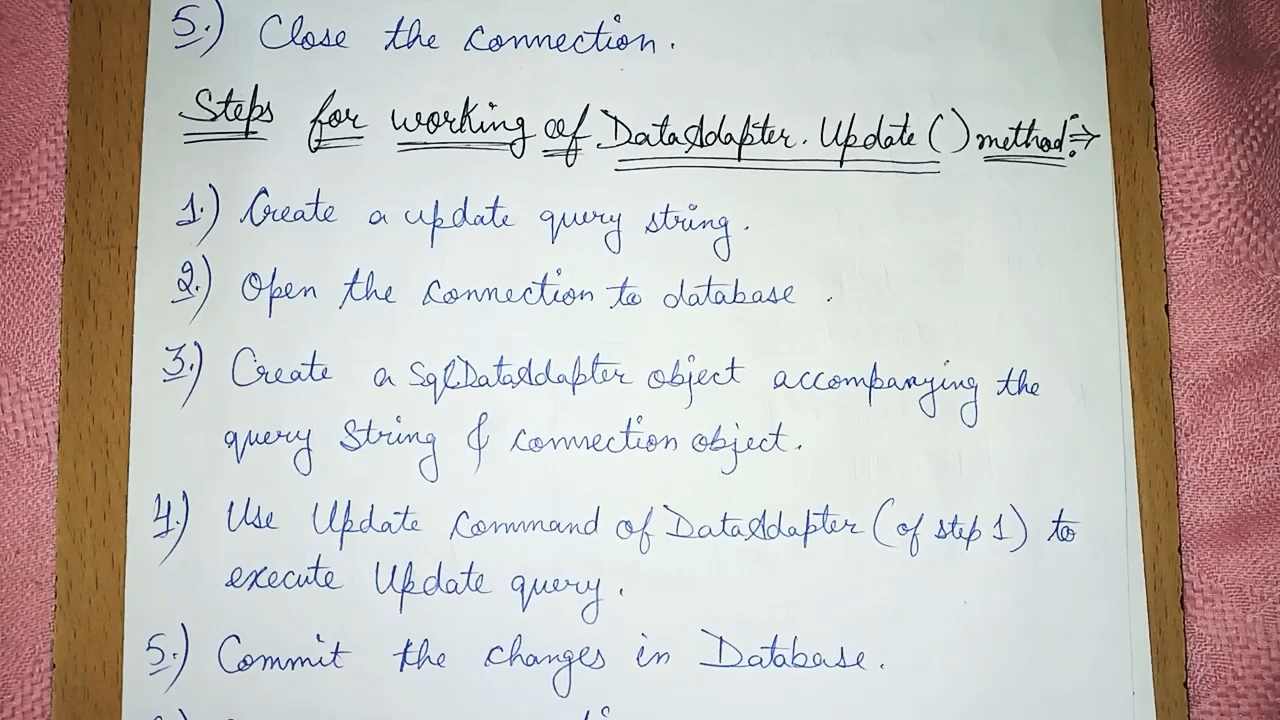 5.) Close the connection.
Steps for working of DataAdapter.Update() method:→
1.) Create a update query string.
2.) Open the connection to database.
3.) Create a SqlDataAdapter object accompanying the
query String & connection object.
4.) Use Update Command of DataAdapter (of step 1) to
execute Update query.
5.) Commit the changes in Database.